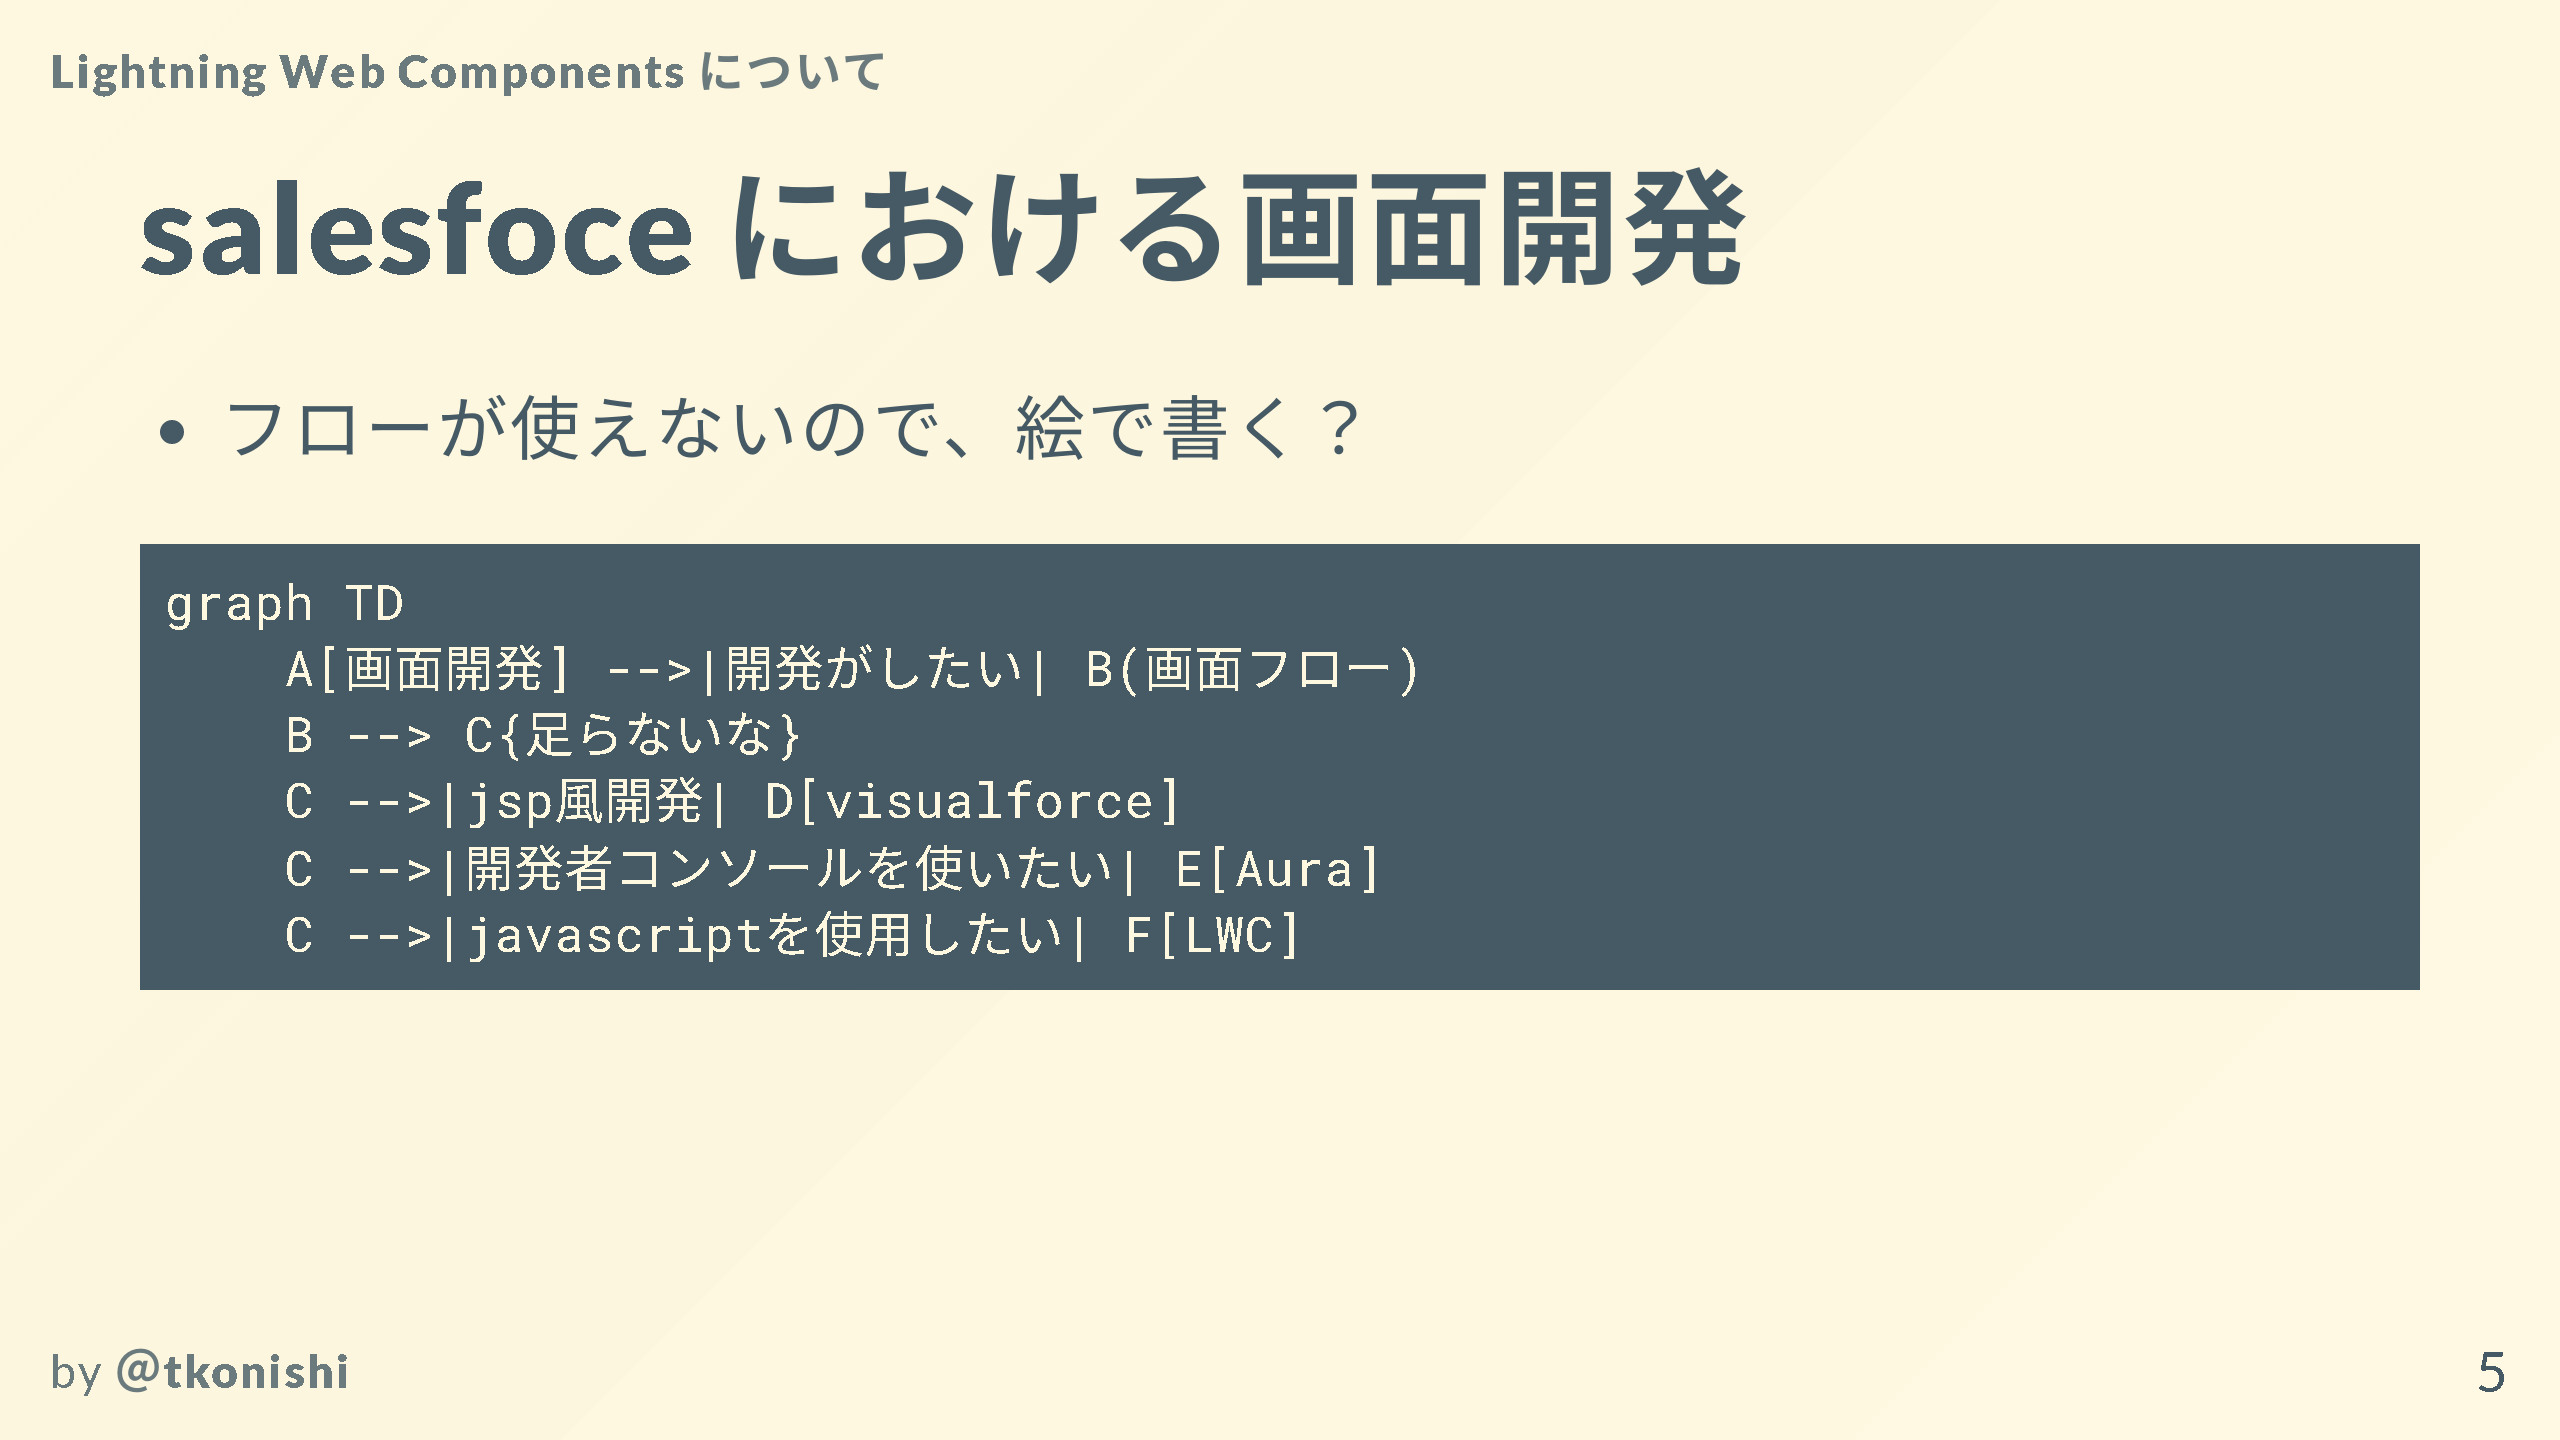 Lightning Web Components について
salesfoce における画面開発
• フローが使えないので、絵で書く？
graph TD
    A[画面開発] -->|開発がしたい| B(画面フロー)
    B --> C{足らないな}
    C -->|jsp風開発| D[visualforce]
    C -->|開発者コンソールを使いたい| E[Aura]
    C -->|javascriptを使用したい| F[LWC]
by @tkonishi
5